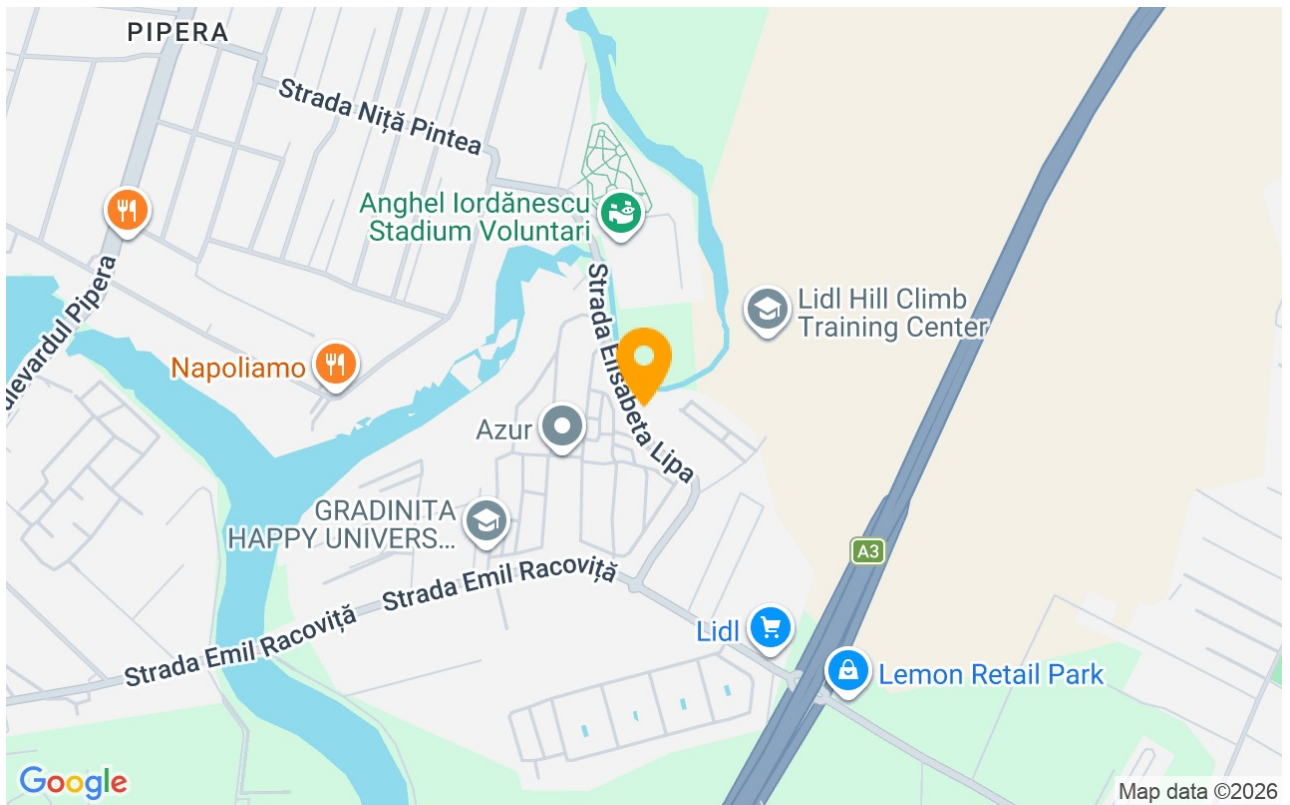 PIPERA
Strada Niță Pintea
Anghel Iordănescu
Stadium Voluntari
Strada Elisabeta Lipa
Lidl Hill Climb
Training Center
Napoliamo
Azur
GRADINITA
HAPPY UNIVERS...
A3
Strada Emil Racoviță
Strada Emil Racoviță
Lidl
Lemon Retail Park
Google
Map data ©2026